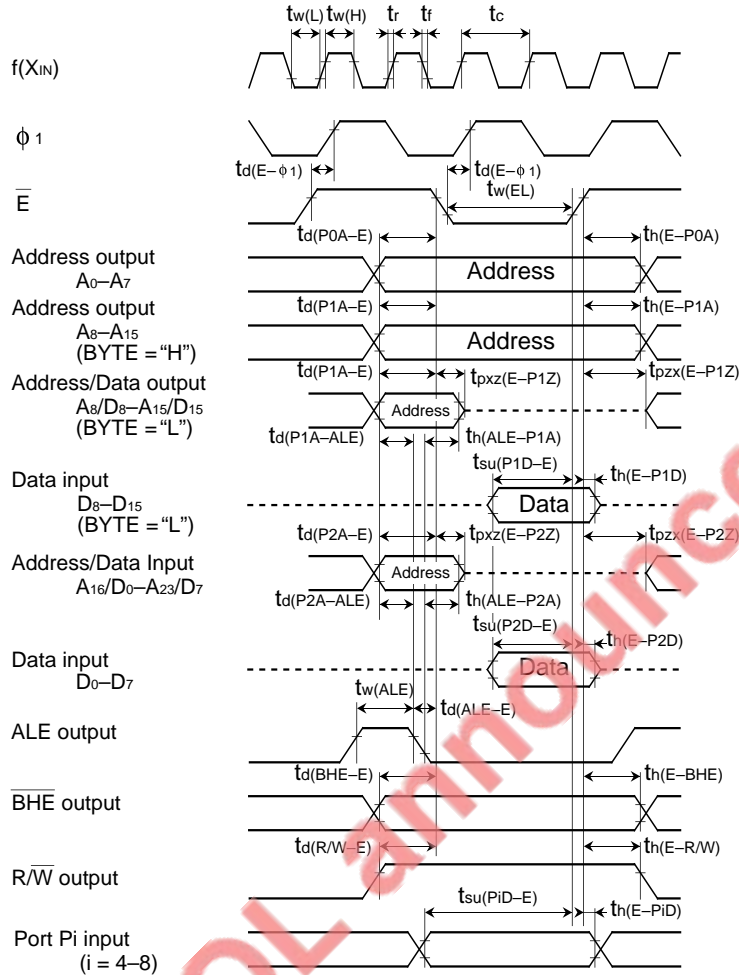 tw(L) tw(H) tr tf tc
f(XIN)
ϕ 1
td(E–ϕ1) td(E–ϕ1)
tw(EL)
E
td(P0A–E) th(E–P0A)
Address output
A0–A7
Address
td(P1A–E) th(E–P1A)
Address output
A8–A15
(BYTE = “H”)
Address
td(P1A–E) tpxz(E–P1Z) tpzx(E–P1Z)
Address/Data output
A8/D8–A15/D15
(BYTE = “L”)
Address
td(P1A–ALE) th(ALE–P1A)
tsu(P1D–E) th(E–P1D)
Data input
D8–D15
(BYTE = “L”)
Data
td(P2A–E) tpxz(E–P2Z) tpzx(E–P2Z)
Address/Data Input
A16/D0–A23/D7
Address
td(P2A–ALE) th(ALE–P2A)
tsu(P2D–E) th(E–P2D)
Data input
D0–D7
Data
tw(ALE) td(ALE–E)
ALE output
td(BHE–E) th(E–BHE)
BHE output
td(R/W–E) th(E–R/W)
R/W output
tsu(PiD–E) th(E–PiD)
Port Pi input
(i = 4–8)
OL announce